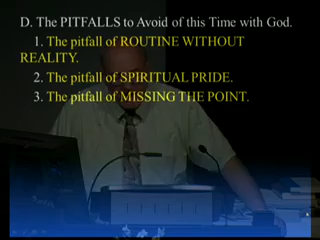 D. The PITFALLS to Avoid of this Time with God.
1. The pitfall of ROUTINE WITHOUT
REALITY.
2. The pitfall of SPIRITUAL PRIDE.
3. The pitfall of MISSING THE POINT.